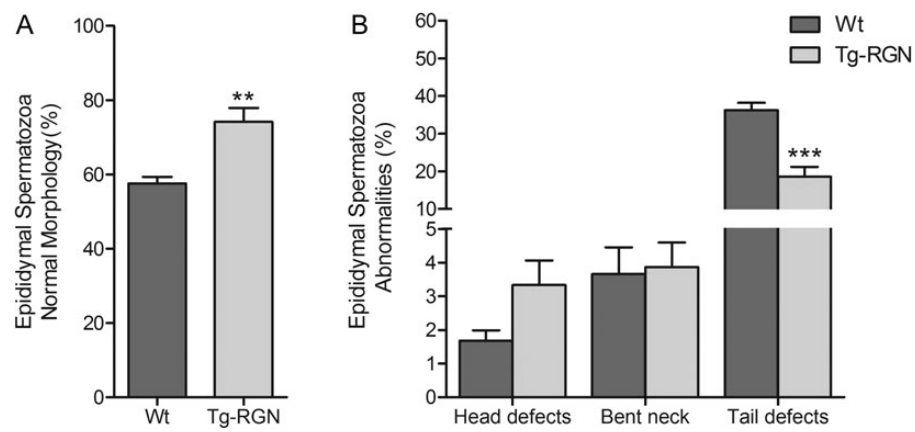 A
Epididymal Spermatozoa
Normal Morphology (%)
100
80
60
40
20
0
**
Wt
Tg-RGN
B
Epididymal Spermatozoa
Abnormalities (%)
60
50
40
30
20
10
5
4
3
2
1
0
***
Head defects
Bent neck
Tail defects
Wt
Tg-RGN